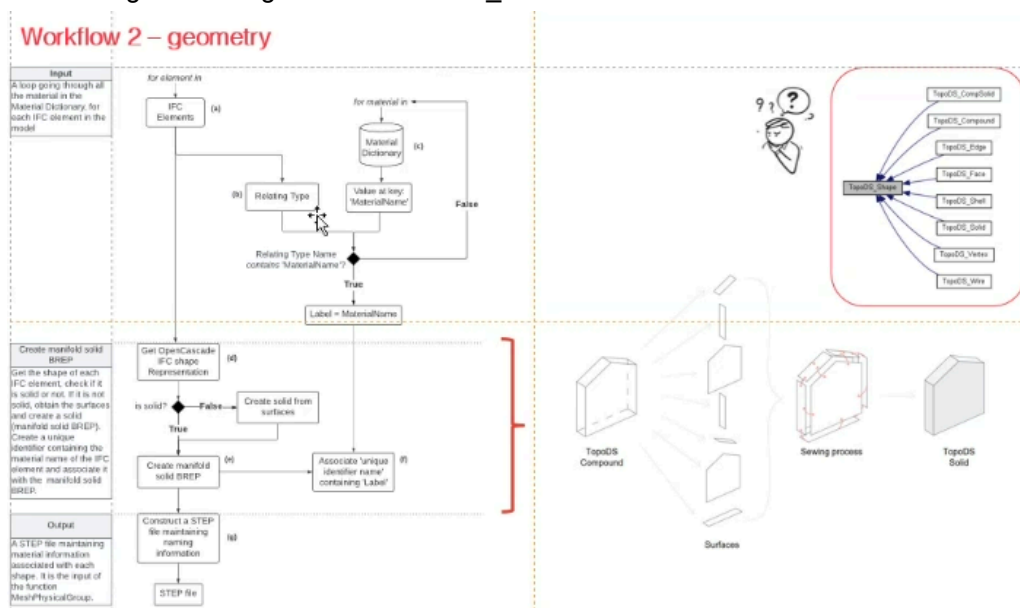 Workflow 2 – geometry
Input
A loop going through all
the material in the
Material Dictionary, for
each IFC element in the
model
for element in
IFC
Elements
(a)
for material in
Material
Dictionary
(c)
(b)
Relating Type
Value at key:
'MaterialName'
False
Relating Type Name
contains 'MaterialName'?
True
Label = MaterialName
Create manifold solid
BREP
Get the shape of each
IFC element, check if it
is solid or not. If it is not
solid, obtain the surfaces
and create a solid
(manifold solid BREP).
Create a unique
identifier containing the
material name of the IFC
element and associate it
with the manifold solid
BREP.
Get OpenCascade
IFC shape
Representation
(d)
is solid?
False
Create solid from
surfaces
True
Create manifold
solid BREP
(e)
Associate 'unique
identifier name'
containing 'Label'
(f)
Output
A STEP file maintaining
material information
associated with each
shape. It is the input of
the function
MeshPhysicalGroup.
Construct a STEP
file maintaining
naming
information
(g)
STEP file
? ? ? ?
TopoDS_CompSolid
TopoDS_Compound
TopoDS_Edge
TopoDS_Face
TopoDS_Shape
TopoDS_Shell
TopoDS_Solid
TopoDS_Vertex
TopoDS_Wire
TopoDS
Compound
Surfaces
Sewing process
TopoDS
Solid